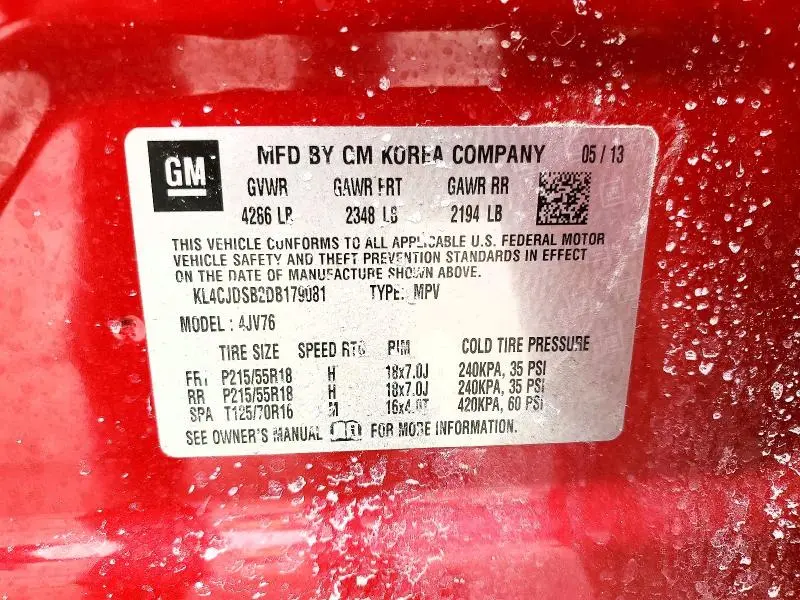 GM
MFD BY GM KOREA COMPANY 05 / 13
GVWR GAWR FRT GAWR RR
4266 LB 2348 LB 2194 LB
THIS VEHICLE CONFORMS TO ALL APPLICABLE U.S. FEDERAL MOTOR
VEHICLE SAFETY AND THEFT PREVENTION STANDARDS IN EFFECT
ON THE DATE OF MANUFACTURE SHOWN ABOVE.
KL4CJDSB2DB179081 TYPE: MPV
MODEL : 4JV76
TIRE SIZE SPEED RTG RIM COLD TIRE PRESSURE
FRT P215/55R18 H 18x7.0J 240KPA, 35 PSI
RR P215/55R18 H 18x7.0J 240KPA, 35 PSI
SPA T125/70R16 M 16x4.0T 420KPA, 60 PSI
SEE OWNER'S MANUAL FOR MORE INFORMATION.